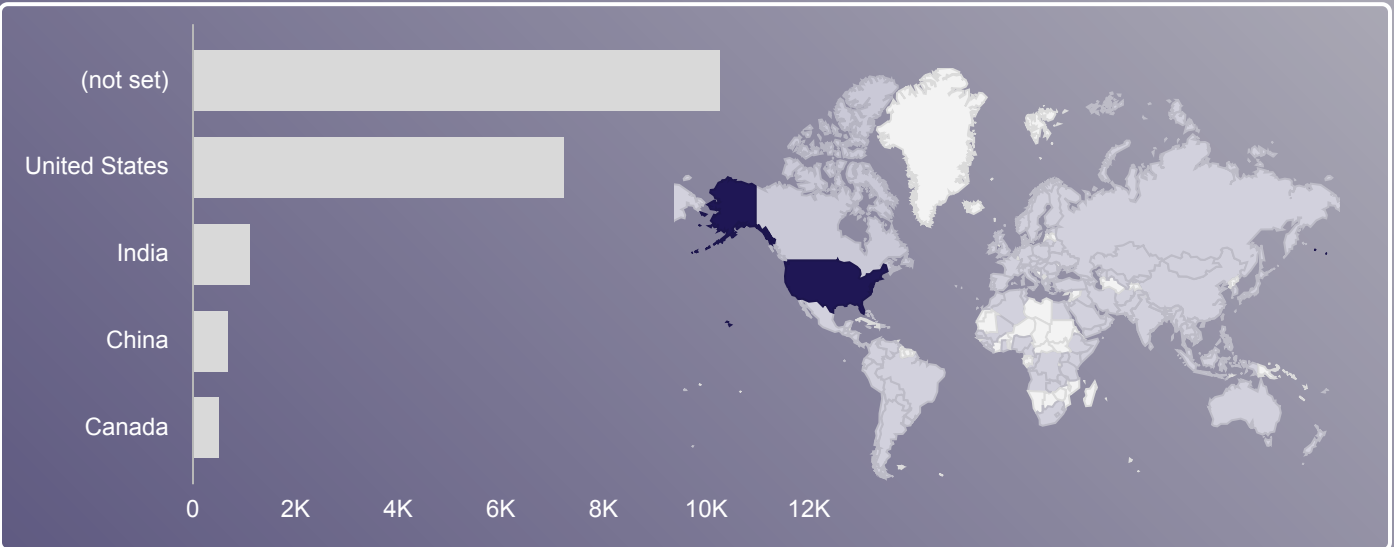 (not set)
United States
India
China
Canada
0 2K 4K 6K 8K 10K 12K